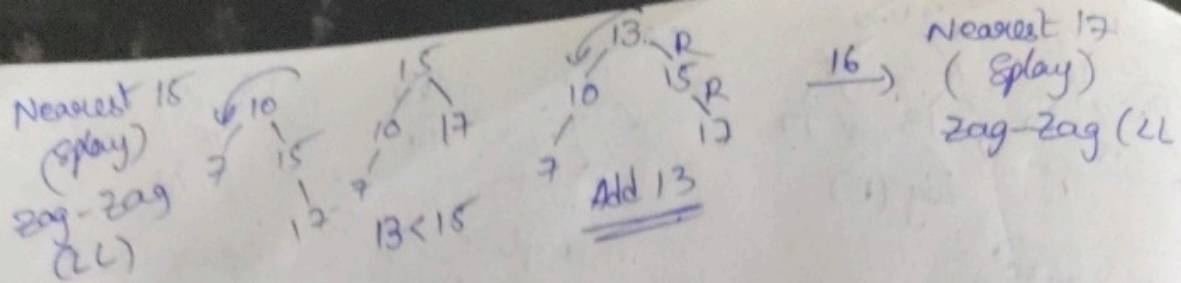 Nearest 15
(Splay)
Zag-Zag
(LL)
10
7 15
17
15
10 17
7
13<15
13 R
10 15 R
7 17
Add 13
16
Nearest 17
(Splay)
Zag-Zag (LL